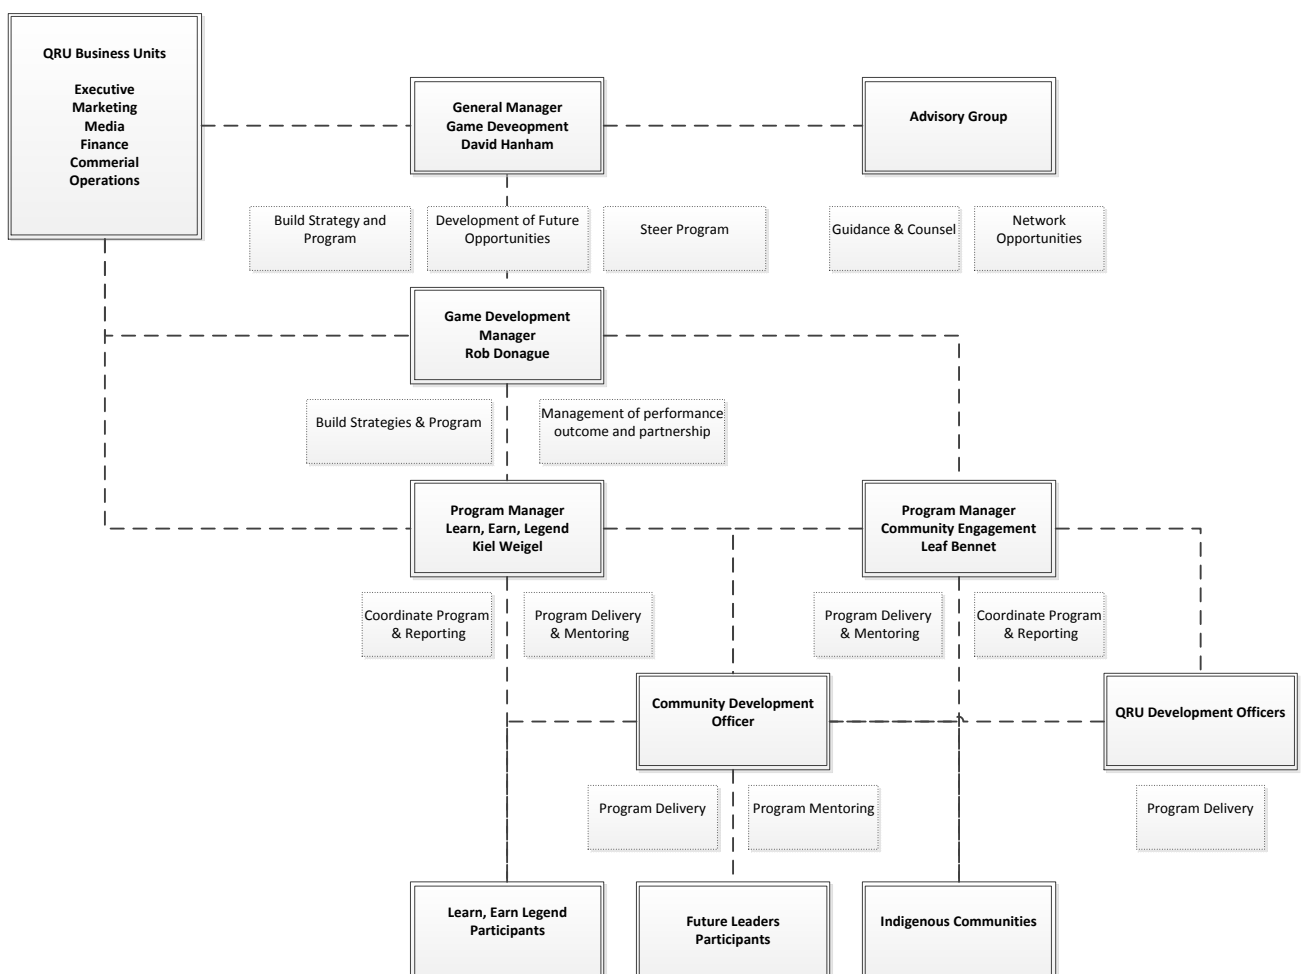 QRU Business Units
Executive
Marketing
Media
Finance
Commerial
Operations
General Manager
Game Deveopment
David Hanham
Advisory Group
Build Strategy and
Program
Development of Future
Opportunities
Steer Program
Guidance & Counsel
Network
Opportunities
Game Development
Manager
Rob Donague
Build Strategies & Program
Management of performance
outcome and partnership
Program Manager
Learn, Earn, Legend
Kiel Weigel
Program Manager
Community Engagement
Leaf Bennet
Coordinate Program
& Reporting
Program Delivery
& Mentoring
Program Delivery
& Mentoring
Coordinate Program
& Reporting
Community Development
Officer
QRU Development Officers
Program Delivery
Program Mentoring
Program Delivery
Learn, Earn Legend
Participants
Future Leaders
Participants
Indigenous Communities